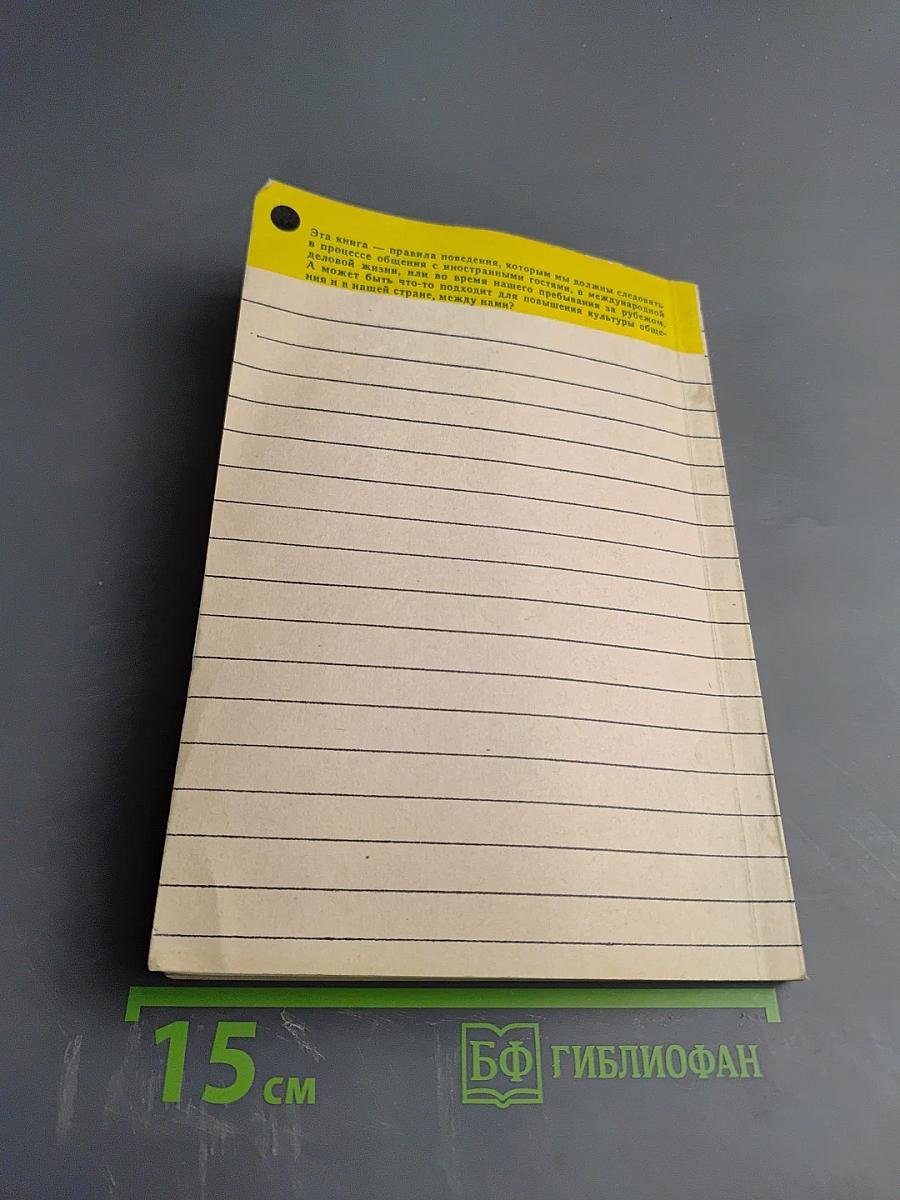 Эта книга — правила поведения, которым мы должны следовать
в процессе общения с иностранными гостями, в международной
деловой жизни, или во время нашего пребывания за рубежом.
А может быть что-то подходит для повышения культуры обще-
ния и в нашей стране, между нами?
15 см
БФ ГИБЛИОФАН